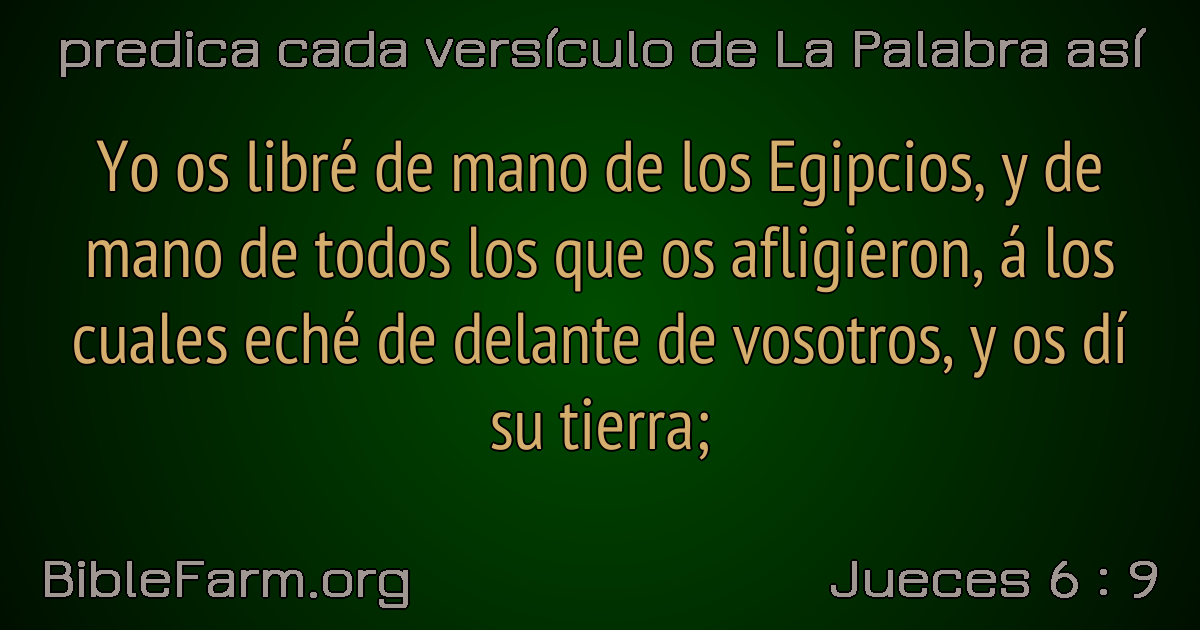 predica cada versículo de La Palabra así
Yo os libré de mano de los Egipcios, y de
mano de todos los que os afligieron, á los
cuales eché de delante de vosotros, y os dí
su tierra;
BibleFarm.org
Jueces 6 : 9